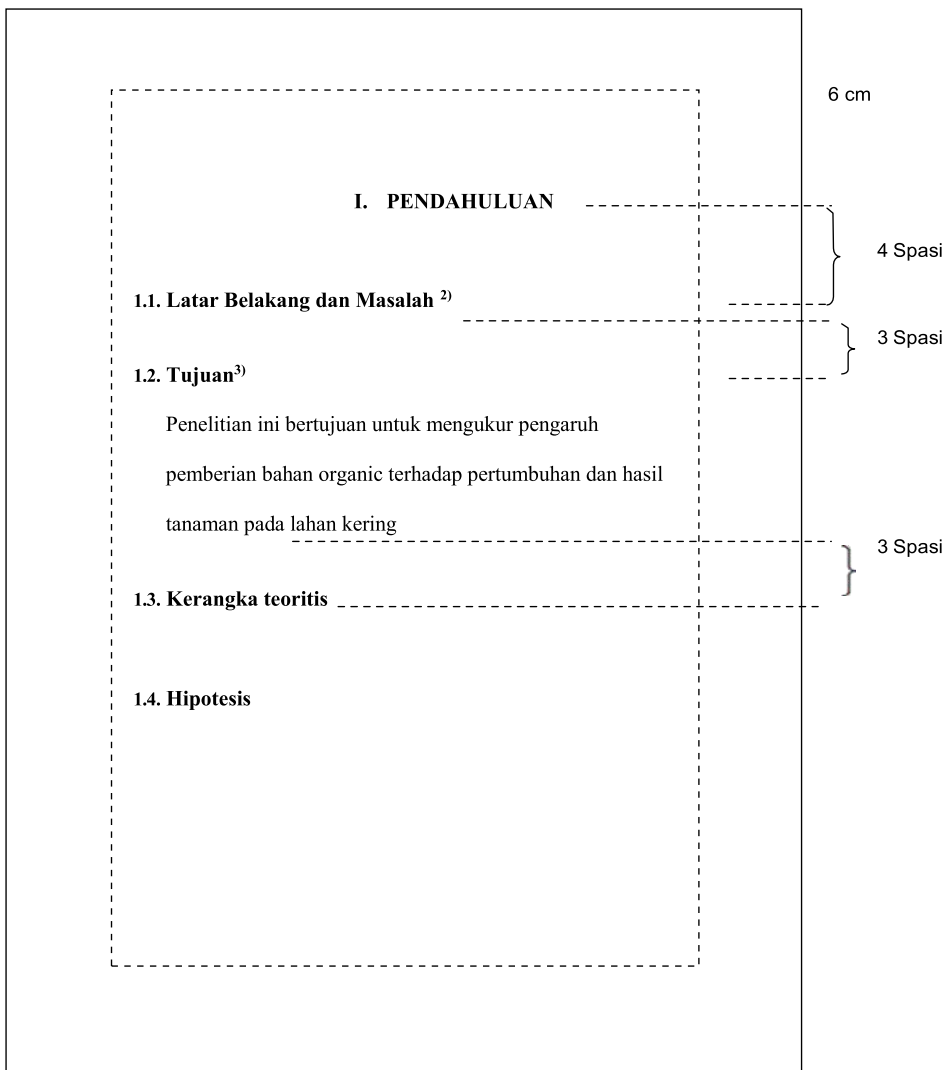 6 cm
I. PENDAHULUAN
4 Spasi
1.1. Latar Belakang dan Masalah ²⁾
3 Spasi
1.2. Tujuan³⁾
Penelitian ini bertujuan untuk mengukur pengaruh
pemberian bahan organic terhadap pertumbuhan dan hasil
tanaman pada lahan kering
3 Spasi
1.3. Kerangka teoritis
1.4. Hipotesis